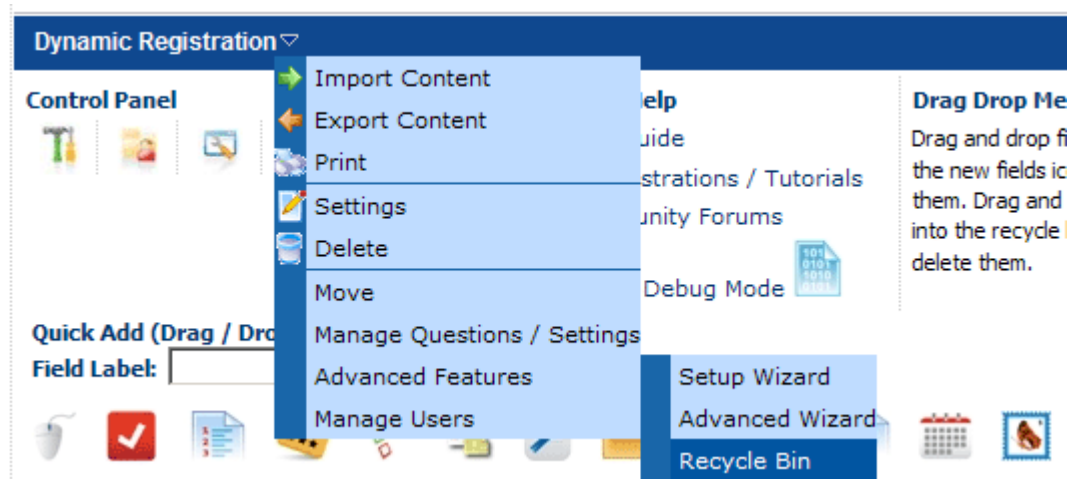 Dynamic Registration
Import Content
Export Content
Print
Settings
Delete
Move
Manage Questions / Settings
Advanced Features
Manage Users
Setup Wizard
Advanced Wizard
Recycle Bin
Control Panel
elp
uide
strations / Tutorials
unity Forums
Debug Mode
Drag Drop Me
Drag and drop fi
the new fields ic
them. Drag and
into the recycle
delete them.
Quick Add (Drag / Dro
Field Label: